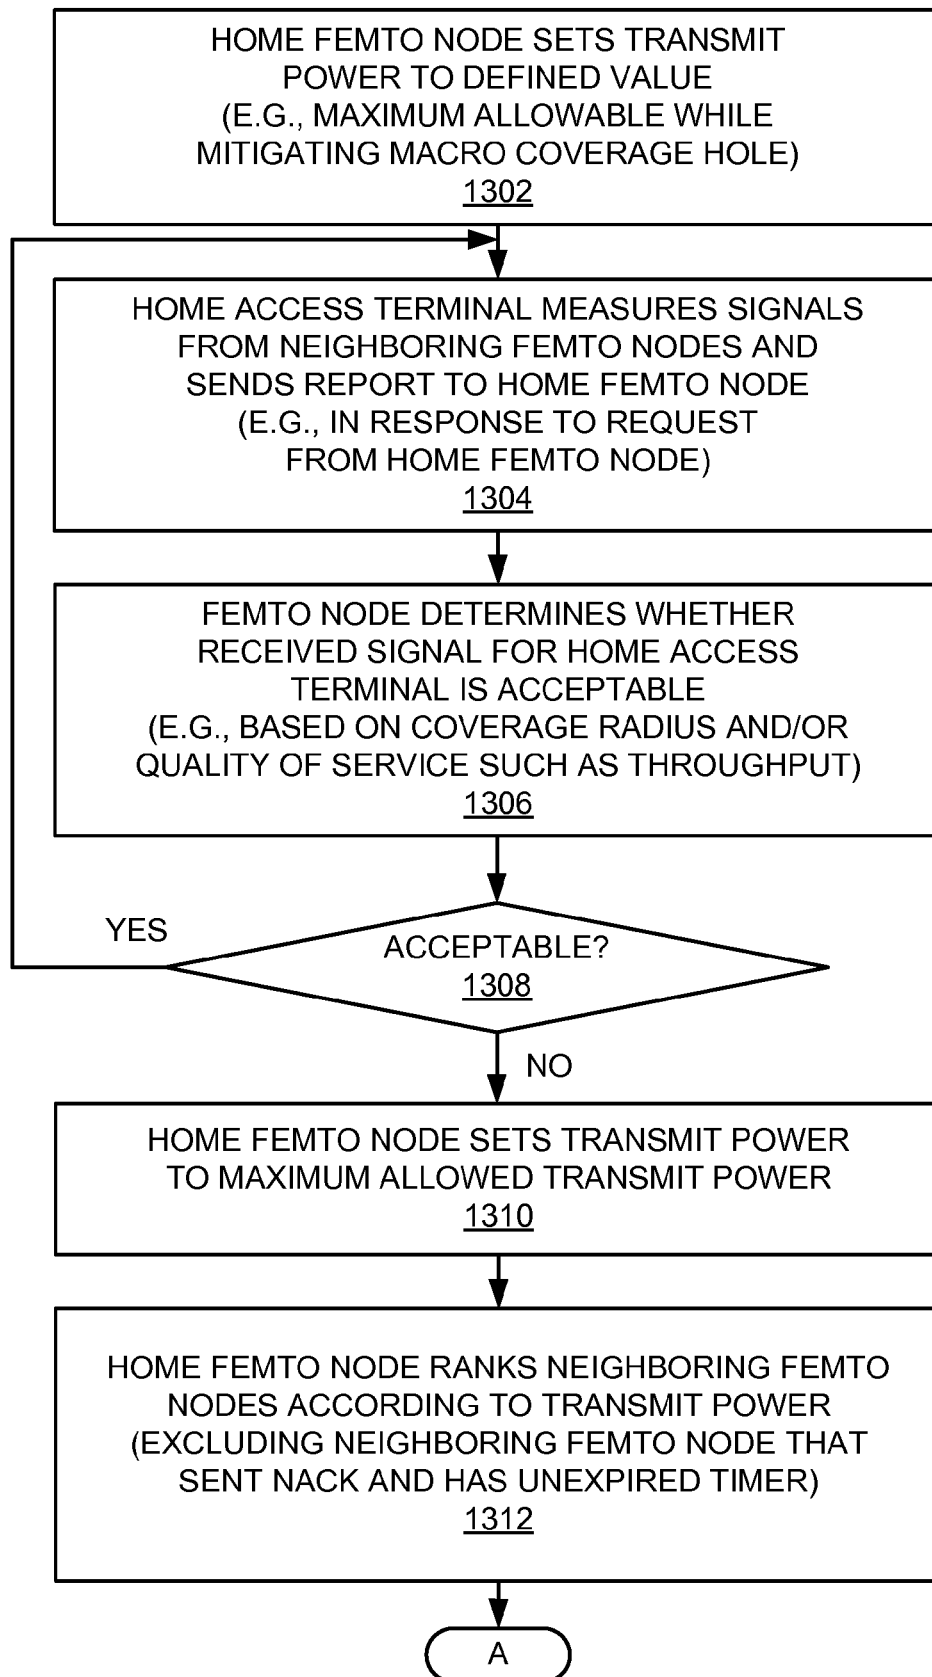 HOME FEMTO NODE SETS TRANSMIT
POWER TO DEFINED VALUE
(E.G., MAXIMUM ALLOWABLE WHILE
MITIGATING MACRO COVERAGE HOLE)
1302
HOME ACCESS TERMINAL MEASURES SIGNALS
FROM NEIGHBORING FEMTO NODES AND
SENDS REPORT TO HOME FEMTO NODE
(E.G., IN RESPONSE TO REQUEST
FROM HOME FEMTO NODE)
1304
FEMTO NODE DETERMINES WHETHER
RECEIVED SIGNAL FOR HOME ACCESS
TERMINAL IS ACCEPTABLE
(E.G., BASED ON COVERAGE RADIUS AND/OR
QUALITY OF SERVICE SUCH AS THROUGHPUT)
1306
YES
ACCEPTABLE?
1308
NO
HOME FEMTO NODE SETS TRANSMIT POWER
TO MAXIMUM ALLOWED TRANSMIT POWER
1310
HOME FEMTO NODE RANKS NEIGHBORING FEMTO
NODES ACCORDING TO TRANSMIT POWER
(EXCLUDING NEIGHBORING FEMTO NODE THAT
SENT NACK AND HAS UNEXPIRED TIMER)
1312
A